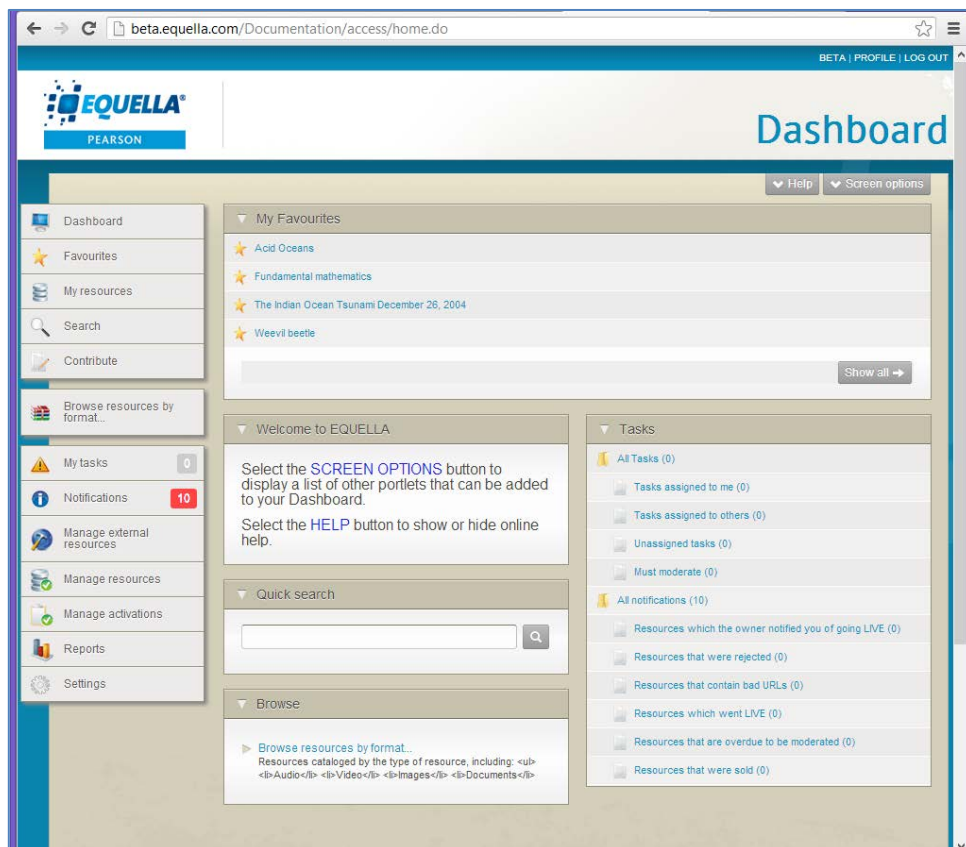 beta.equella.com/Documentation/access/home.do
BETA | PROFILE | LOG OUT
EQUELLA®
PEARSON
Dashboard
Help
Screen options
Dashboard
Favourites
My resources
Search
Contribute
Browse resources by
format...
My tasks
0
Notifications
10
Manage external
resources
Manage resources
Manage activations
Reports
Settings
My Favourites
Acid Oceans
Fundamental mathematics
The Indian Ocean Tsunami December 26, 2004
Weevil beetle
Show all
Welcome to EQUELLA
Select the SCREEN OPTIONS button to
display a list of other portlets that can be added
to your Dashboard.
Select the HELP button to show or hide online
help.
Quick search
Browse
Browse resources by format...
Resources cataloged by the type of resource, including: <ul>
<li>Audio</li> <li>Video</li> <li>Images</li> <li>Documents</li>
Tasks
All Tasks (0)
Tasks assigned to me (0)
Tasks assigned to others (0)
Unassigned tasks (0)
Must moderate (0)
All notifications (10)
Resources which the owner notified you of going LIVE (0)
Resources that were rejected (0)
Resources that contain bad URLs (0)
Resources which went LIVE (0)
Resources that are overdue to be moderated (0)
Resources that were sold (0)